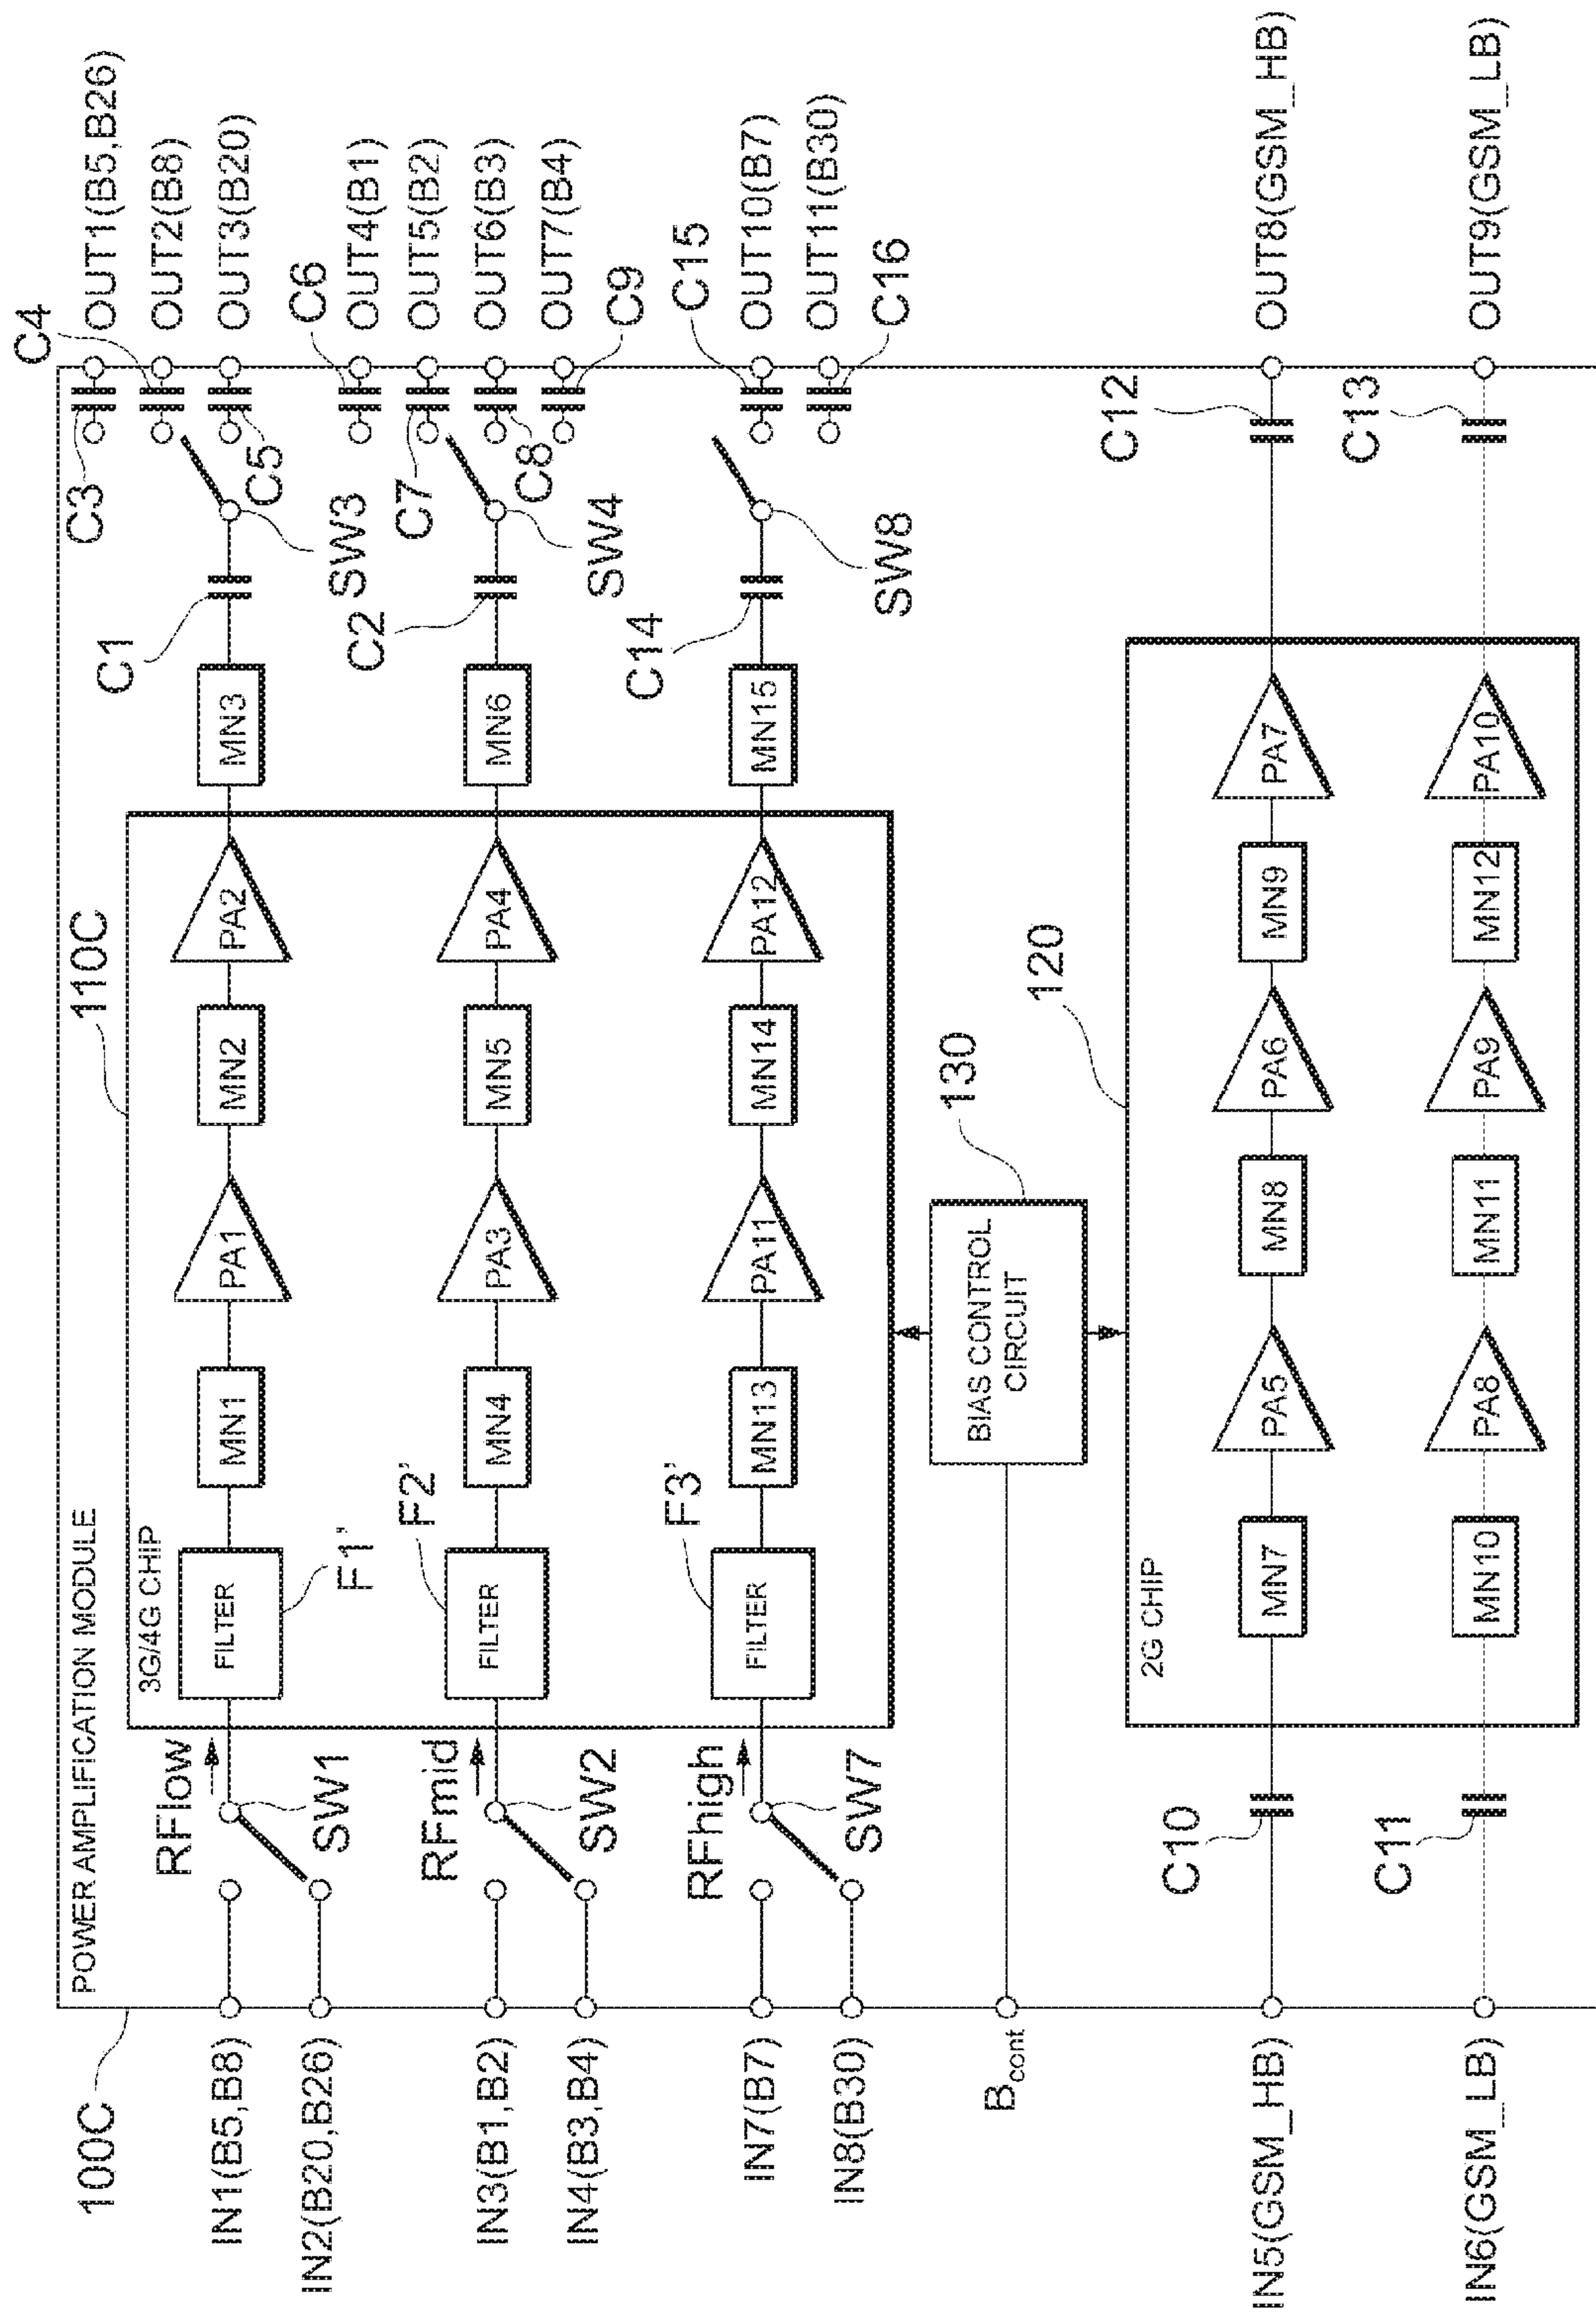 100C
POWER AMPLIFICATION MODULE
IN1(B5,B8)
IN2(B20,B26)
RFlow
SW1
110C
3G/4G CHIP
FILTER
F1'
MN1
PA1
MN2
PA2
MN3
C1
SW3
C3
C4
C5
OUT1(B5,B26)
OUT2(B8)
OUT3(B20)
IN3(B1,B2)
IN4(B3,B4)
RFmid
SW2
FILTER
F2'
MN4
PA3
MN5
PA4
MN6
C2
SW4
C6
C7
C8
C9
OUT4(B1)
OUT5(B2)
OUT6(B3)
OUT7(B4)
IN7(B7)
IN8(B30)
RFhigh
SW7
FILTER
F3'
MN13
PA11
MN14
PA12
MN15
C14
SW8
C15
C16
OUT10(B7)
OUT11(B30)
Bcont
BIAS CONTROL
CIRCUIT
130
120
2G CHIP
IN5(GSM_HB)
C10
MN7
PA5
MN8
PA6
MN9
PA7
C12
OUT8(GSM_HB)
IN6(GSM_LB)
C11
MN10
PA8
MN11
PA9
MN12
PA10
C13
OUT9(GSM_LB)